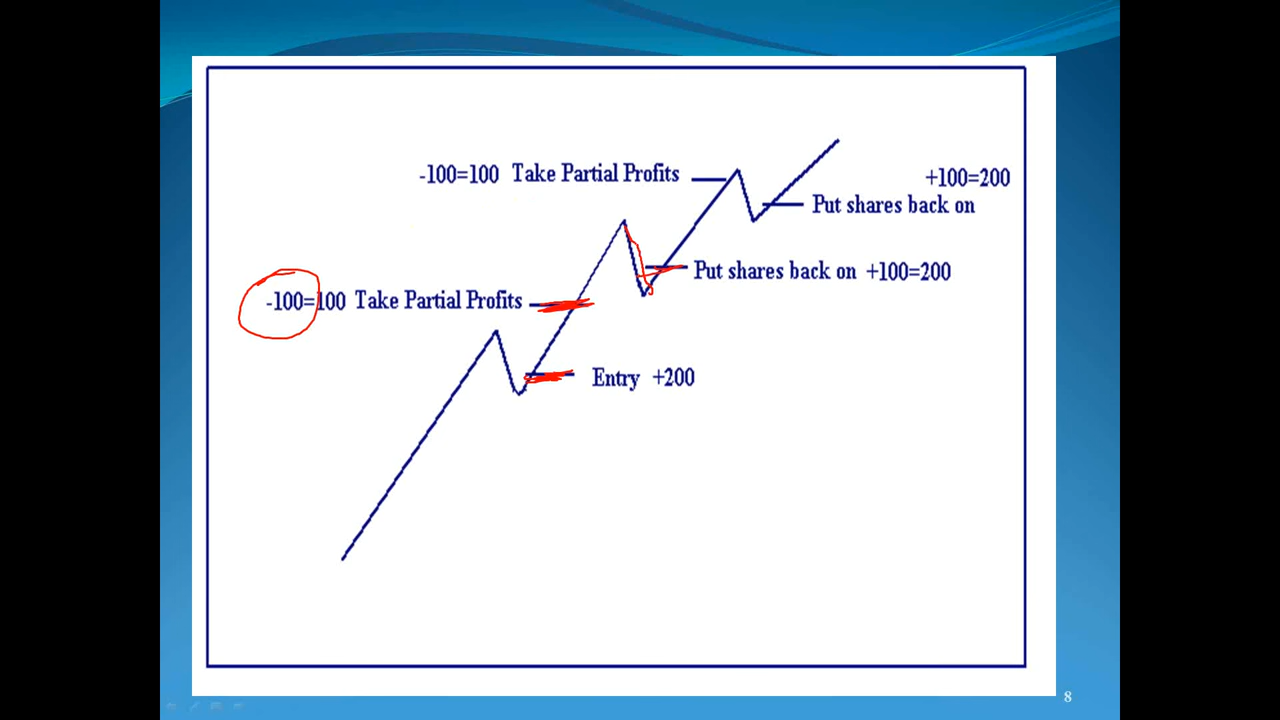 -100=100 Take Partial Profits
+100=200
Put shares back on
Put shares back on +100=200
-100=100 Take Partial Profits
Entry +200
8